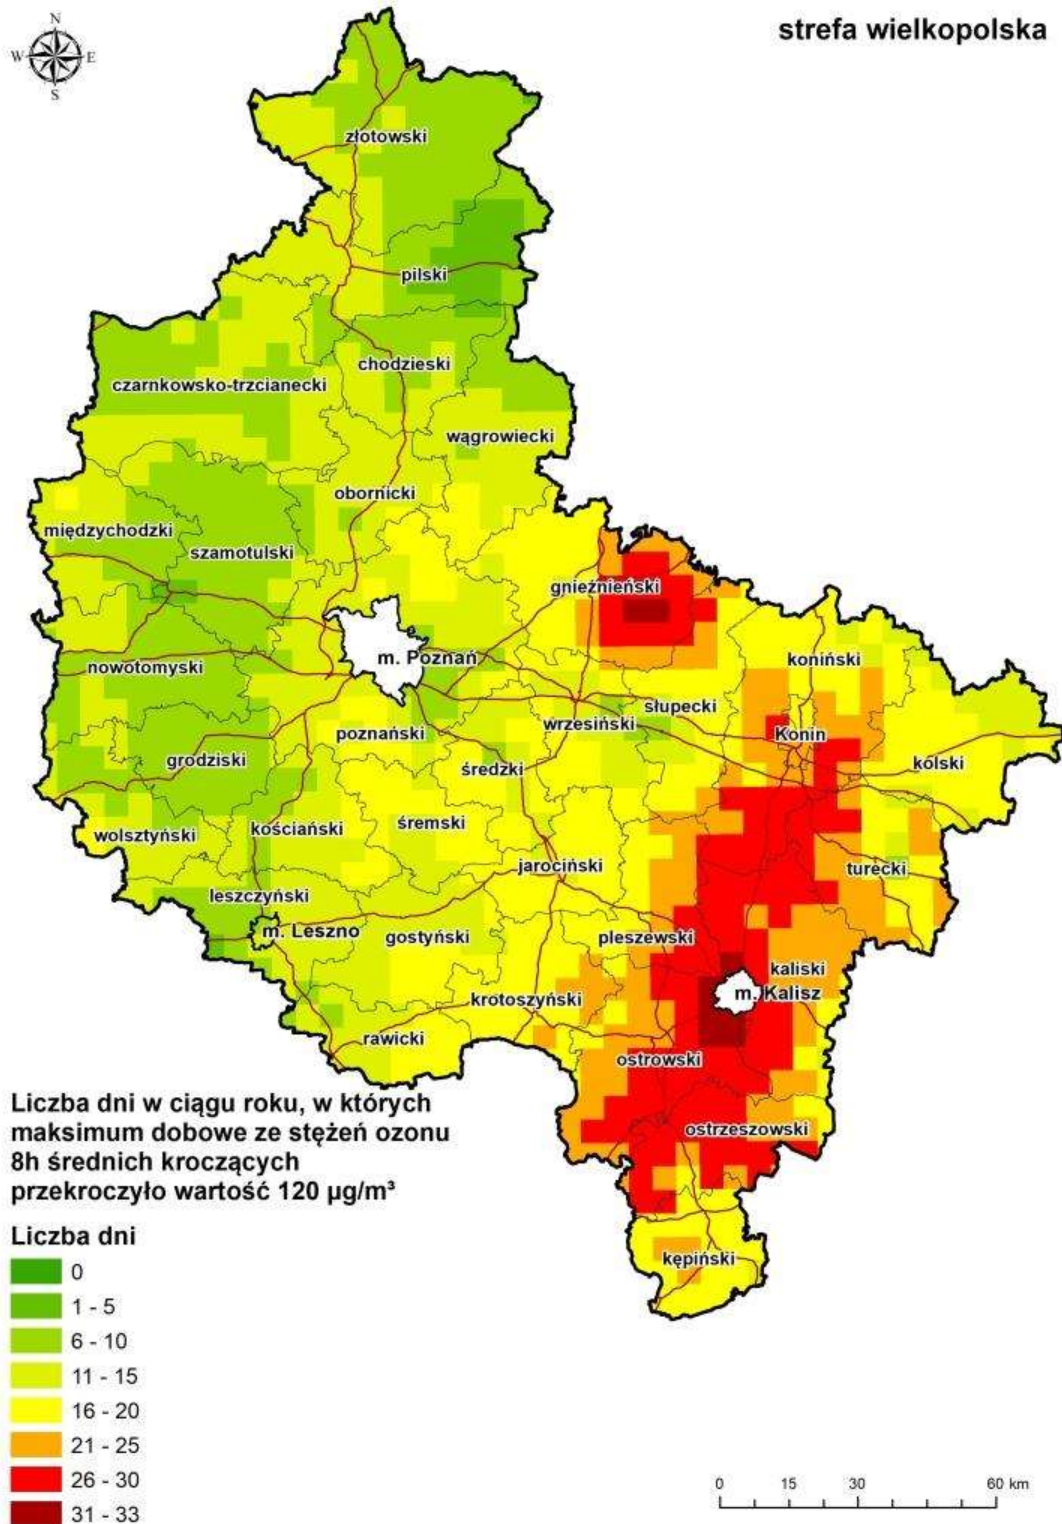 strefa wielkopolska
N
W E
S
złotowski
pilski
chodzieski
czarnkowsko-trzcianecki
wągrowiecki
obornicki
międzychodzki
szamotulski
gnieźnieński
m. Poznań
koniński
nowotomyski
słupecki
wrzesiński
poznański
Konin
grodziski
średzki
kolski
śremski
wolsztyński
kościański
jarociński
turecki
leszczyński
m. Leszno
gostyński
pleszewski
kaliski
m. Kalisz
krotoszyński
rawicki
ostrowski
Liczba dni w ciągu roku, w których
maksimum dobowe ze stężeń ozonu
8h średnich kroczących
przekroczyło wartość 120 µg/m³
ostrzeszowski
kępiński
Liczba dni
0
1 - 5
6 - 10
11 - 15
16 - 20
21 - 25
26 - 30
31 - 33
0 15 30 60 km